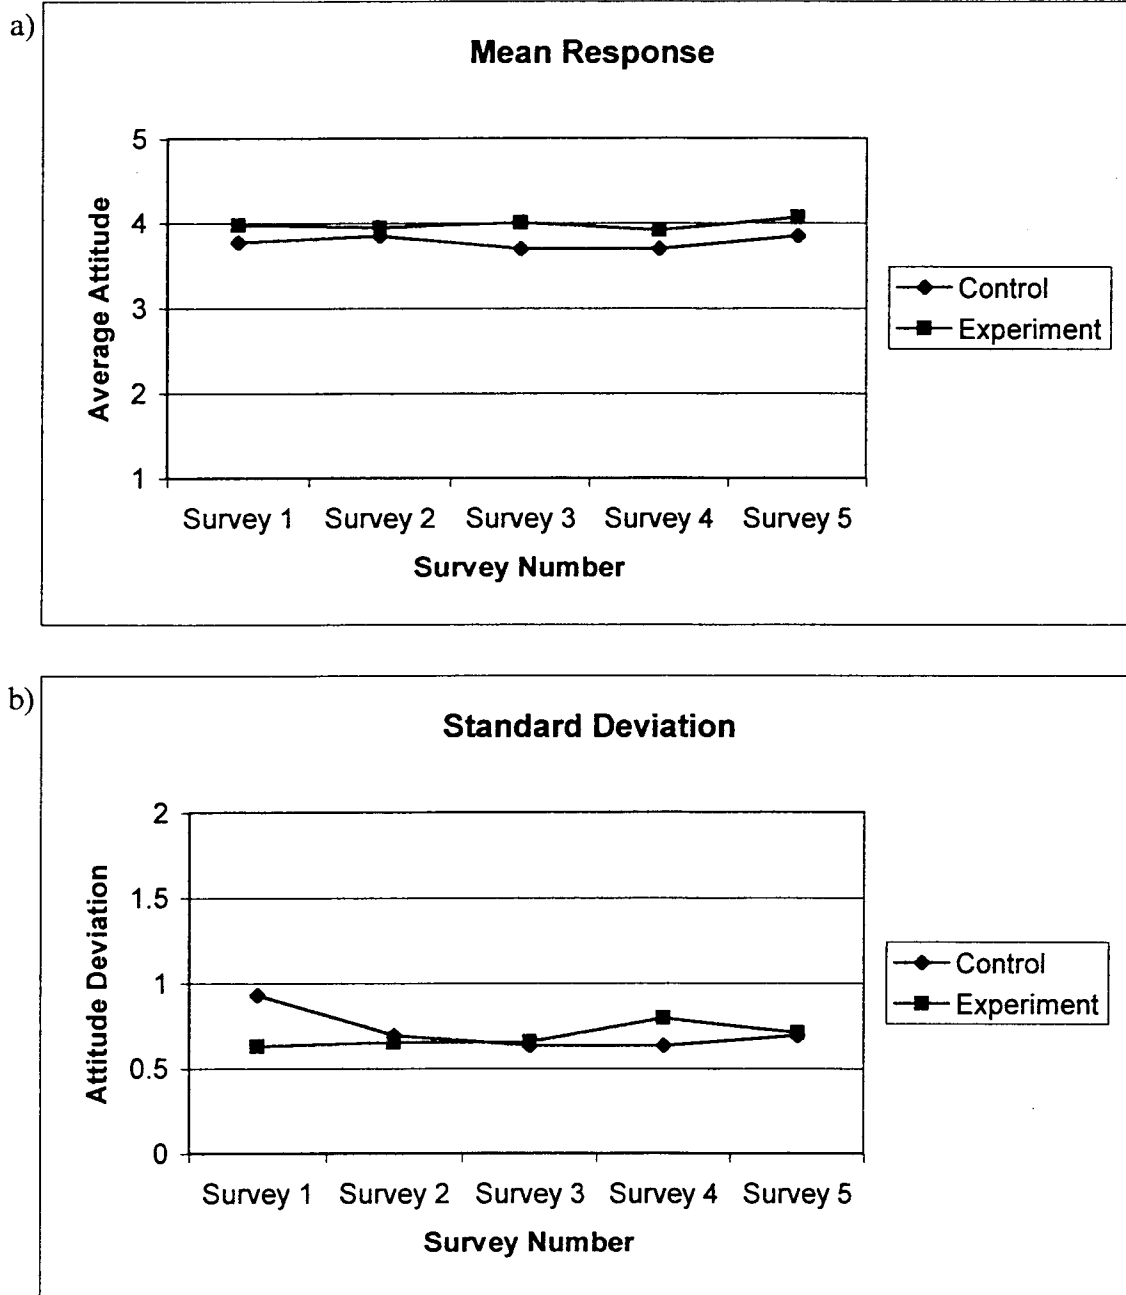 a)
Mean Response
5
4
3
2
1
Average Attitude
Survey 1 Survey 2 Survey 3 Survey 4 Survey 5
Survey Number
Control
Experiment
b)
Standard Deviation
2
1.5
1
0.5
0
Attitude Deviation
Survey 1 Survey 2 Survey 3 Survey 4 Survey 5
Survey Number
Control
Experiment